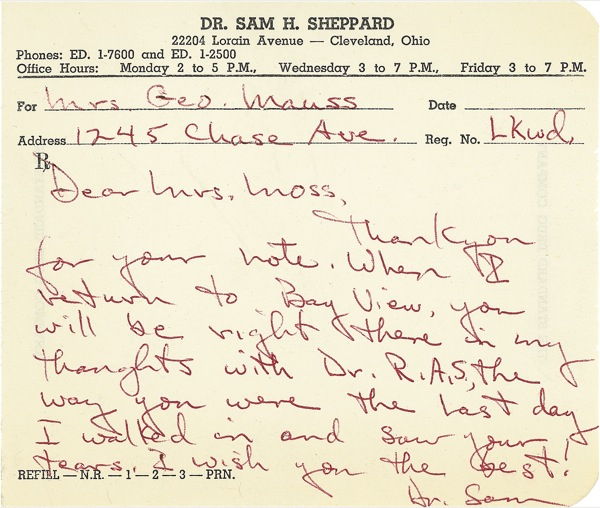 DR. SAM H. SHEPPARD
22204 Lorain Avenue — Cleveland, Ohio
Phones: ED. 1-7600 and ED. 1-2500
Office Hours: Monday 2 to 5 P.M., Wednesday 3 to 7 P.M., Friday 3 to 7 P.M.
For Mrs. Geo. Mauss Date
Address 1245 Chase Ave. Reg. No. LKwd.
℞
Dear Mrs. Moss,
Thank you
for your note. When I
return to Bay View, you
will be right there in my
thoughts with Dr. R.A.S, the
way you were the last day
I walked in and saw your
tears. I wish you the best!
REFILL — N.R. — 1 — 2 — 3 — PRN.
Dr. Sam